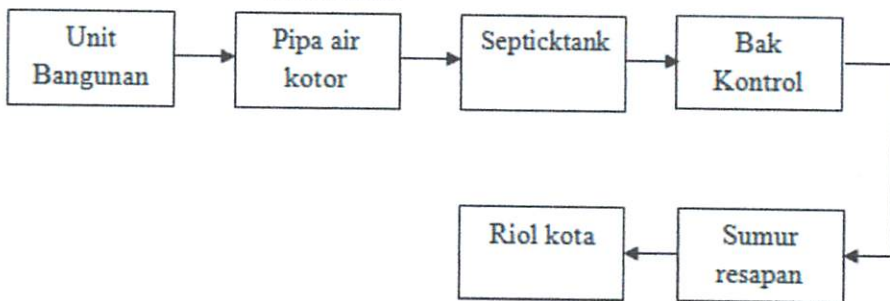 Unit
Bangunan
Pipa air
kotor
Septicktank
Bak
Kontrol
Riol kota
Sumur
resapan